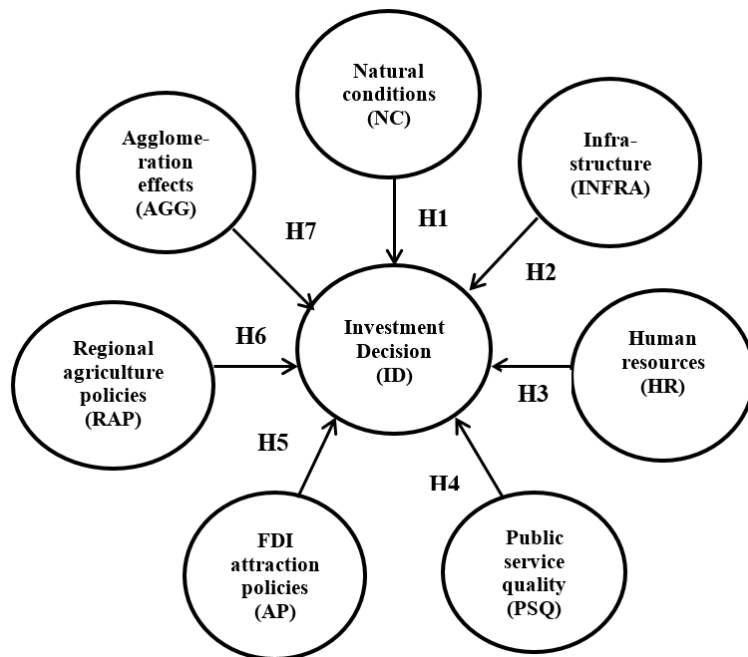 Natural
conditions
(NC)
Agglome-
ration
effects
(AGG)
Infra-
structure
(INFRA)
H7
H1
H2
Investment
Decision
(ID)
Regional
agriculture
policies
(RAP)
H6
Human
resources
(HR)
H3
H5
H4
FDI
attraction
policies
(AP)
Public
service
quality
(PSQ)